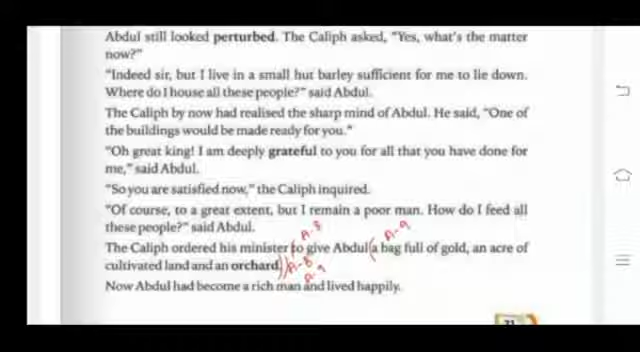 Abdul still looked perturbed. The Caliph asked, "Yes, what's the matter
now?"
"Indeed sir, but I live in a small hut barley sufficient for me to lie down.
Where do I house all these people?" said Abdul.
The Caliph by now had realised the sharp mind of Abdul. He said, "One of
the buildings would be made ready for you."
"Oh great king! I am deeply grateful to you for all that you have done for
me," said Abdul.
"So you are satisfied now," the Caliph inquired.
"Of course, to a great extent, but I remain a poor man. How do I feed all
these people?" said Abdul.
A-8 A-9
The Caliph ordered his minister (to give Abdul (a bag full of gold, an acre of
cultivated land and an orchard.)) A-8
A-9
Now Abdul had become a rich man and lived happily.
31